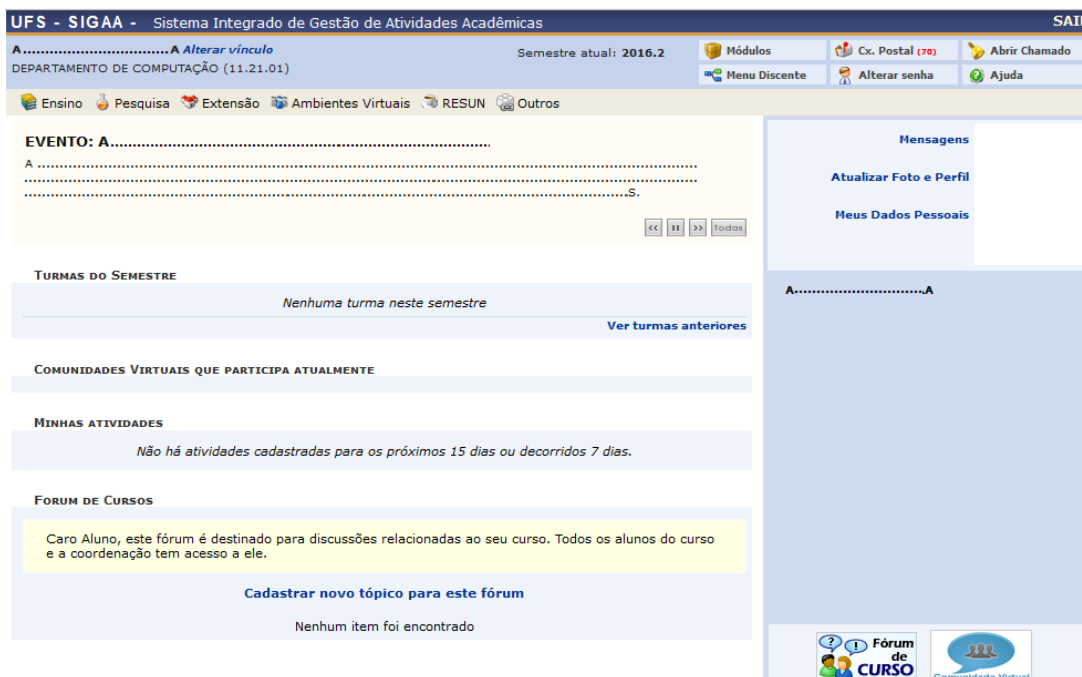 UFS - SIGAA - Sistema Integrado de Gestão de Atividades Acadêmicas SAI
A.................................A Alterar vínculo
DEPARTAMENTO DE COMPUTAÇÃO (11.21.01)
Semestre atual: 2016.2
Módulos Cx. Postal (70) Abrir Chamado
Menu Discente Alterar senha Ajuda
Ensino Pesquisa Extensão Ambientes Virtuais RESUN Outros
EVENTO: A......................................................................................
A ......................................................................................................................................................
..........................................................................................................................................................
.........................................................................................................................................S.
<< II >> Todas
Mensagens
Atualizar Foto e Perfil
Meus Dados Pessoais
A.............................A
TURMAS DO SEMESTRE
Nenhuma turma neste semestre
Ver turmas anteriores
COMUNIDADES VIRTUAIS QUE PARTICIPA ATUALMENTE
MINHAS ATIVIDADES
Não há atividades cadastradas para os próximos 15 dias ou decorridos 7 dias.
FORUM DE CURSOS
Caro Aluno, este fórum é destinado para discussões relacionadas ao seu curso. Todos os alunos do curso
e a coordenação tem acesso a ele.
Cadastrar novo tópico para este fórum
Nenhum item foi encontrado
Fórum
de
CURSO
Comunidade Virtual